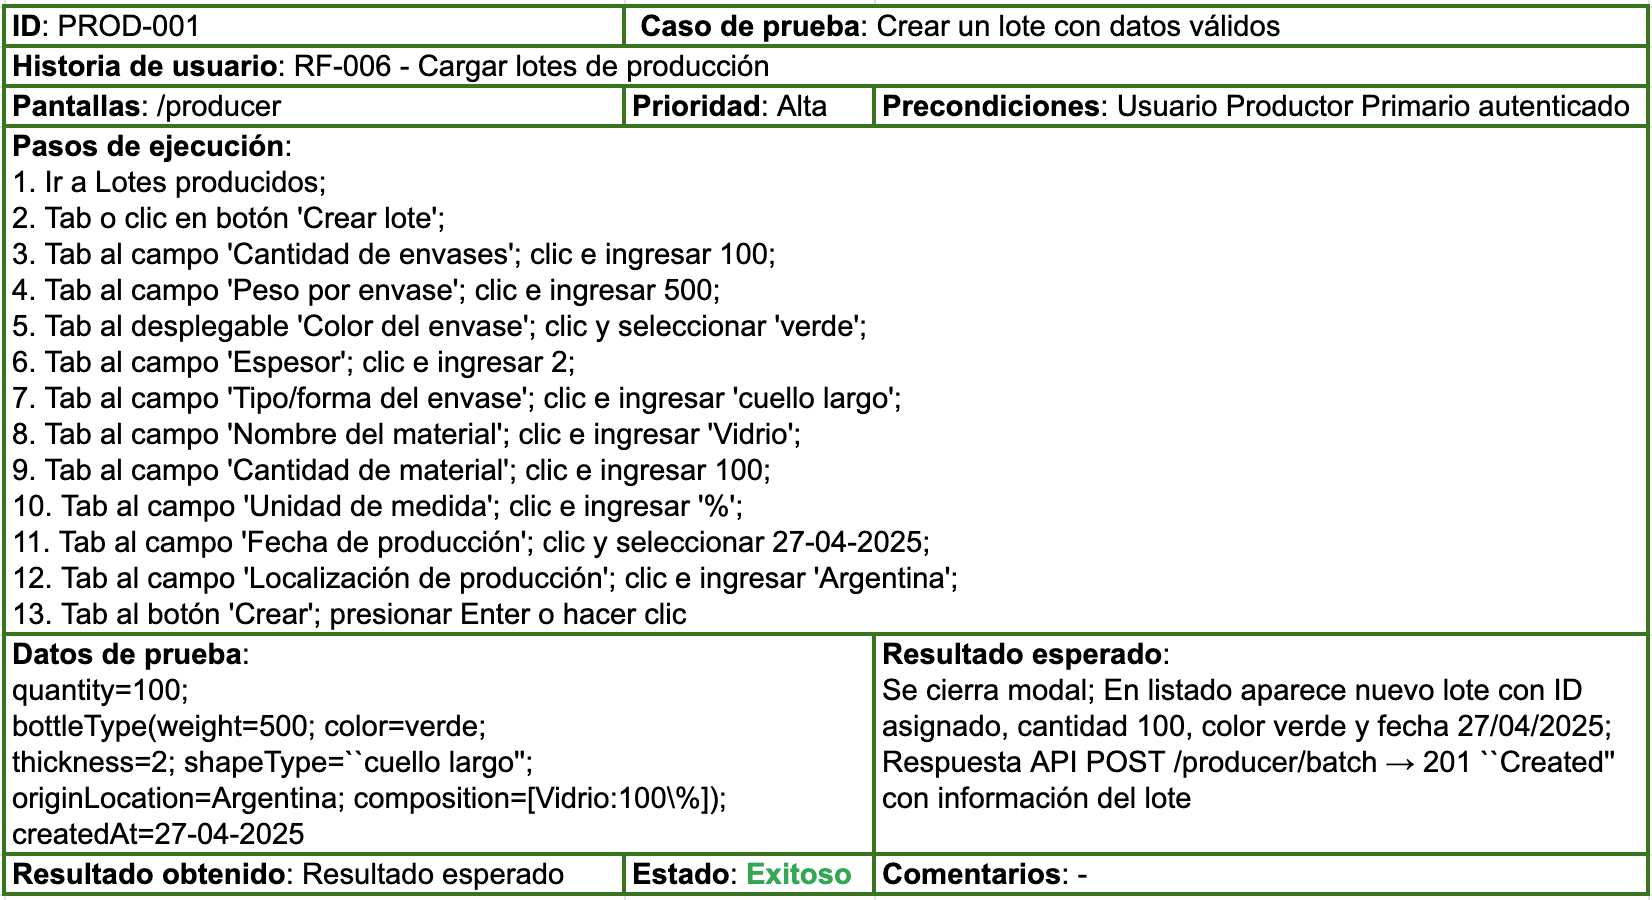 ID: PROD-001
Caso de prueba: Crear un lote con datos válidos
Historia de usuario: RF-006 - Cargar lotes de producción
Pantallas: /producer
Prioridad: Alta
Precondiciones: Usuario Productor Primario autenticado
Pasos de ejecución:
1. Ir a Lotes producidos;
2. Tab o clic en botón 'Crear lote';
3. Tab al campo 'Cantidad de envases'; clic e ingresar 100;
4. Tab al campo 'Peso por envase'; clic e ingresar 500;
5. Tab al desplegable 'Color del envase'; clic y seleccionar 'verde';
6. Tab al campo 'Espesor'; clic e ingresar 2;
7. Tab al campo 'Tipo/forma del envase'; clic e ingresar 'cuello largo';
8. Tab al campo 'Nombre del material'; clic e ingresar 'Vidrio';
9. Tab al campo 'Cantidad de material'; clic e ingresar 100;
10. Tab al campo 'Unidad de medida'; clic e ingresar '%';
11. Tab al campo 'Fecha de producción'; clic y seleccionar 27-04-2025;
12. Tab al campo 'Localización de producción'; clic e ingresar 'Argentina';
13. Tab al botón 'Crear'; presionar Enter o hacer clic
Datos de prueba:
quantity=100;
bottleType(weight=500; color=verde;
thickness=2; shapeType=``cuello largo";
originLocation=Argentina; composition=[Vidrio:100\%]);
createdAt=27-04-2025
Resultado esperado:
Se cierra modal; En listado aparece nuevo lote con ID
asignado, cantidad 100, color verde y fecha 27/04/2025;
Respuesta API POST /producer/batch → 201 ``Created"
con información del lote
Resultado obtenido: Resultado esperado
Estado: Exitoso
Comentarios: -